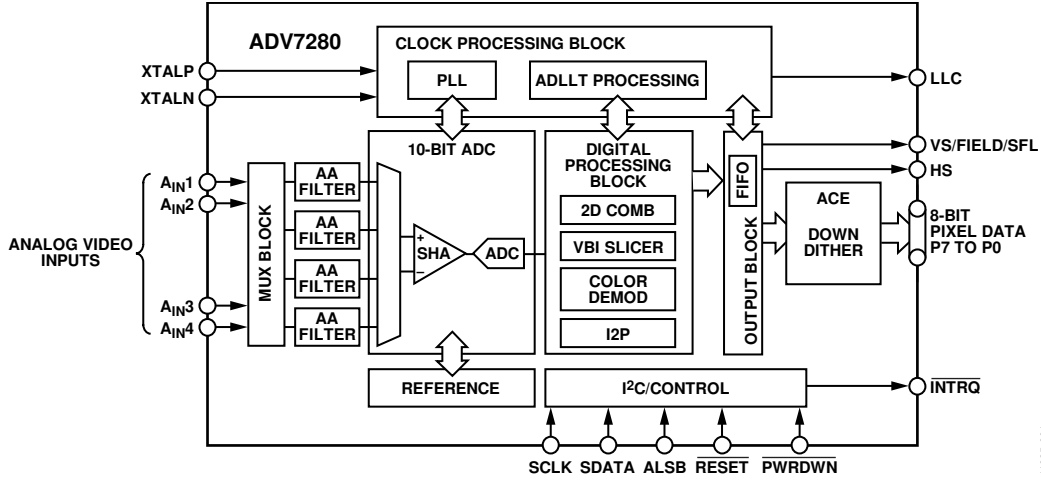 ADV7280
CLOCK PROCESSING BLOCK
PLL
ADLLT PROCESSING
XTALP
XTALN
LLC
10-BIT ADC
DIGITAL
PROCESSING
BLOCK
2D COMB
VBI SLICER
COLOR
DEMOD
I2P
FIFO
OUTPUT BLOCK
VS/FIELD/SFL
HS
ACE
DOWN
DITHER
8-BIT
PIXEL DATA
P7 TO P0
ANALOG VIDEO
INPUTS
AIN1
AIN2
AIN3
AIN4
MUX BLOCK
AA
FILTER
AA
FILTER
AA
FILTER
AA
FILTER
+
SHA
–
ADC
REFERENCE
I2C/CONTROL
INTRQ
SCLK
SDATA
ALSB
RESET
PWRDWN